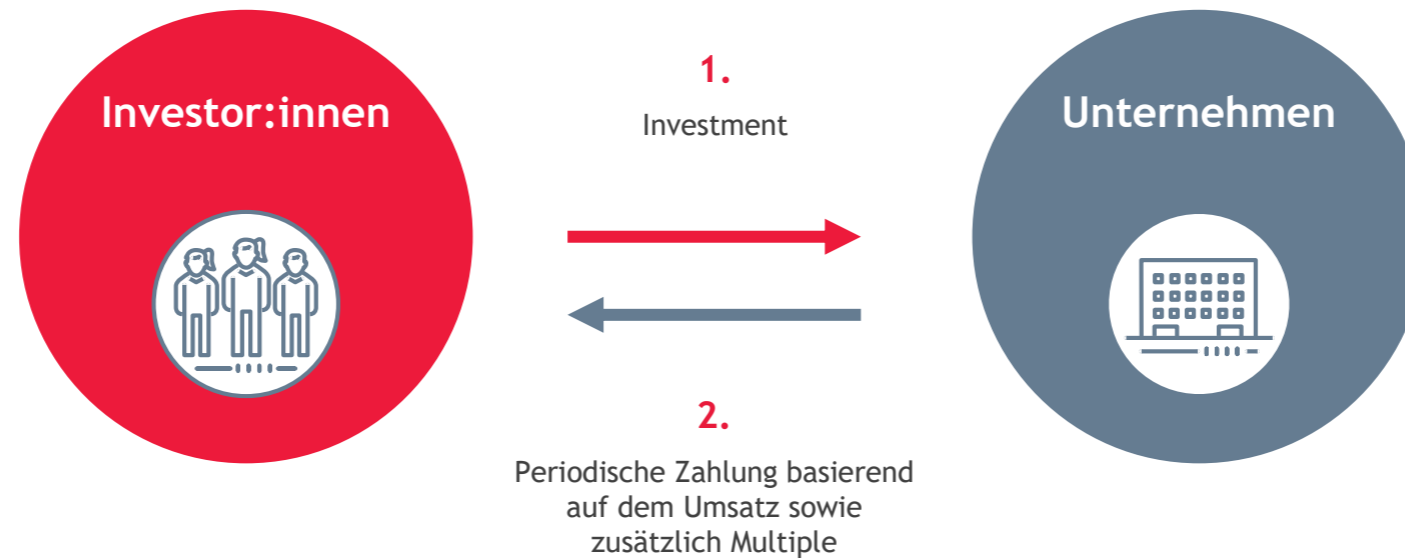 Investor:innen
1.
Investment
Unternehmen
2.
Periodische Zahlung basierend
auf dem Umsatz sowie
zusätzlich Multiple